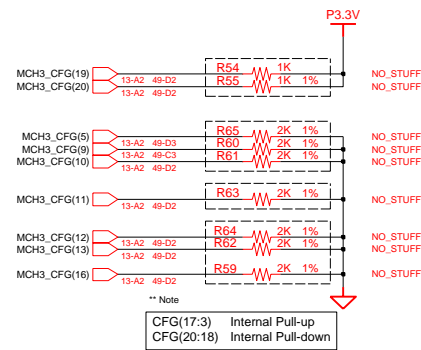 P3.3V
MCH3_CFG(19) R54 1K NO_STUFF
13-A2 49-D2
MCH3_CFG(20) R55 1K 1% NO_STUFF
13-A2 49-D2
MCH3_CFG(5) R65 2K 1% NO_STUFF
13-A2 49-D3
MCH3_CFG(9) R60 2K 1% NO_STUFF
13-A2 49-C3
MCH3_CFG(10) R61 2K 1% NO_STUFF
13-A2 49-D2
MCH3_CFG(11) R63 2K 1% NO_STUFF
13-A2 49-D2
MCH3_CFG(12) R64 2K 1% NO_STUFF
13-A2 49-D2
MCH3_CFG(13) R62 2K 1% NO_STUFF
13-A2 49-D2
MCH3_CFG(16) R59 2K 1% NO_STUFF
13-A2 49-D2
** Note
CFG(17:3) Internal Pull-up
CFG(20:18) Internal Pull-down